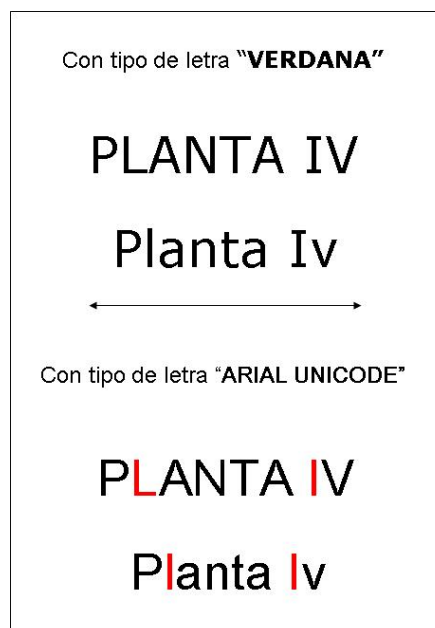 Con tipo de letra “VERDANA”
PLANTA IV
Planta Iv
Con tipo de letra “ARIAL UNICODE”
PLANTA IV
Planta Iv